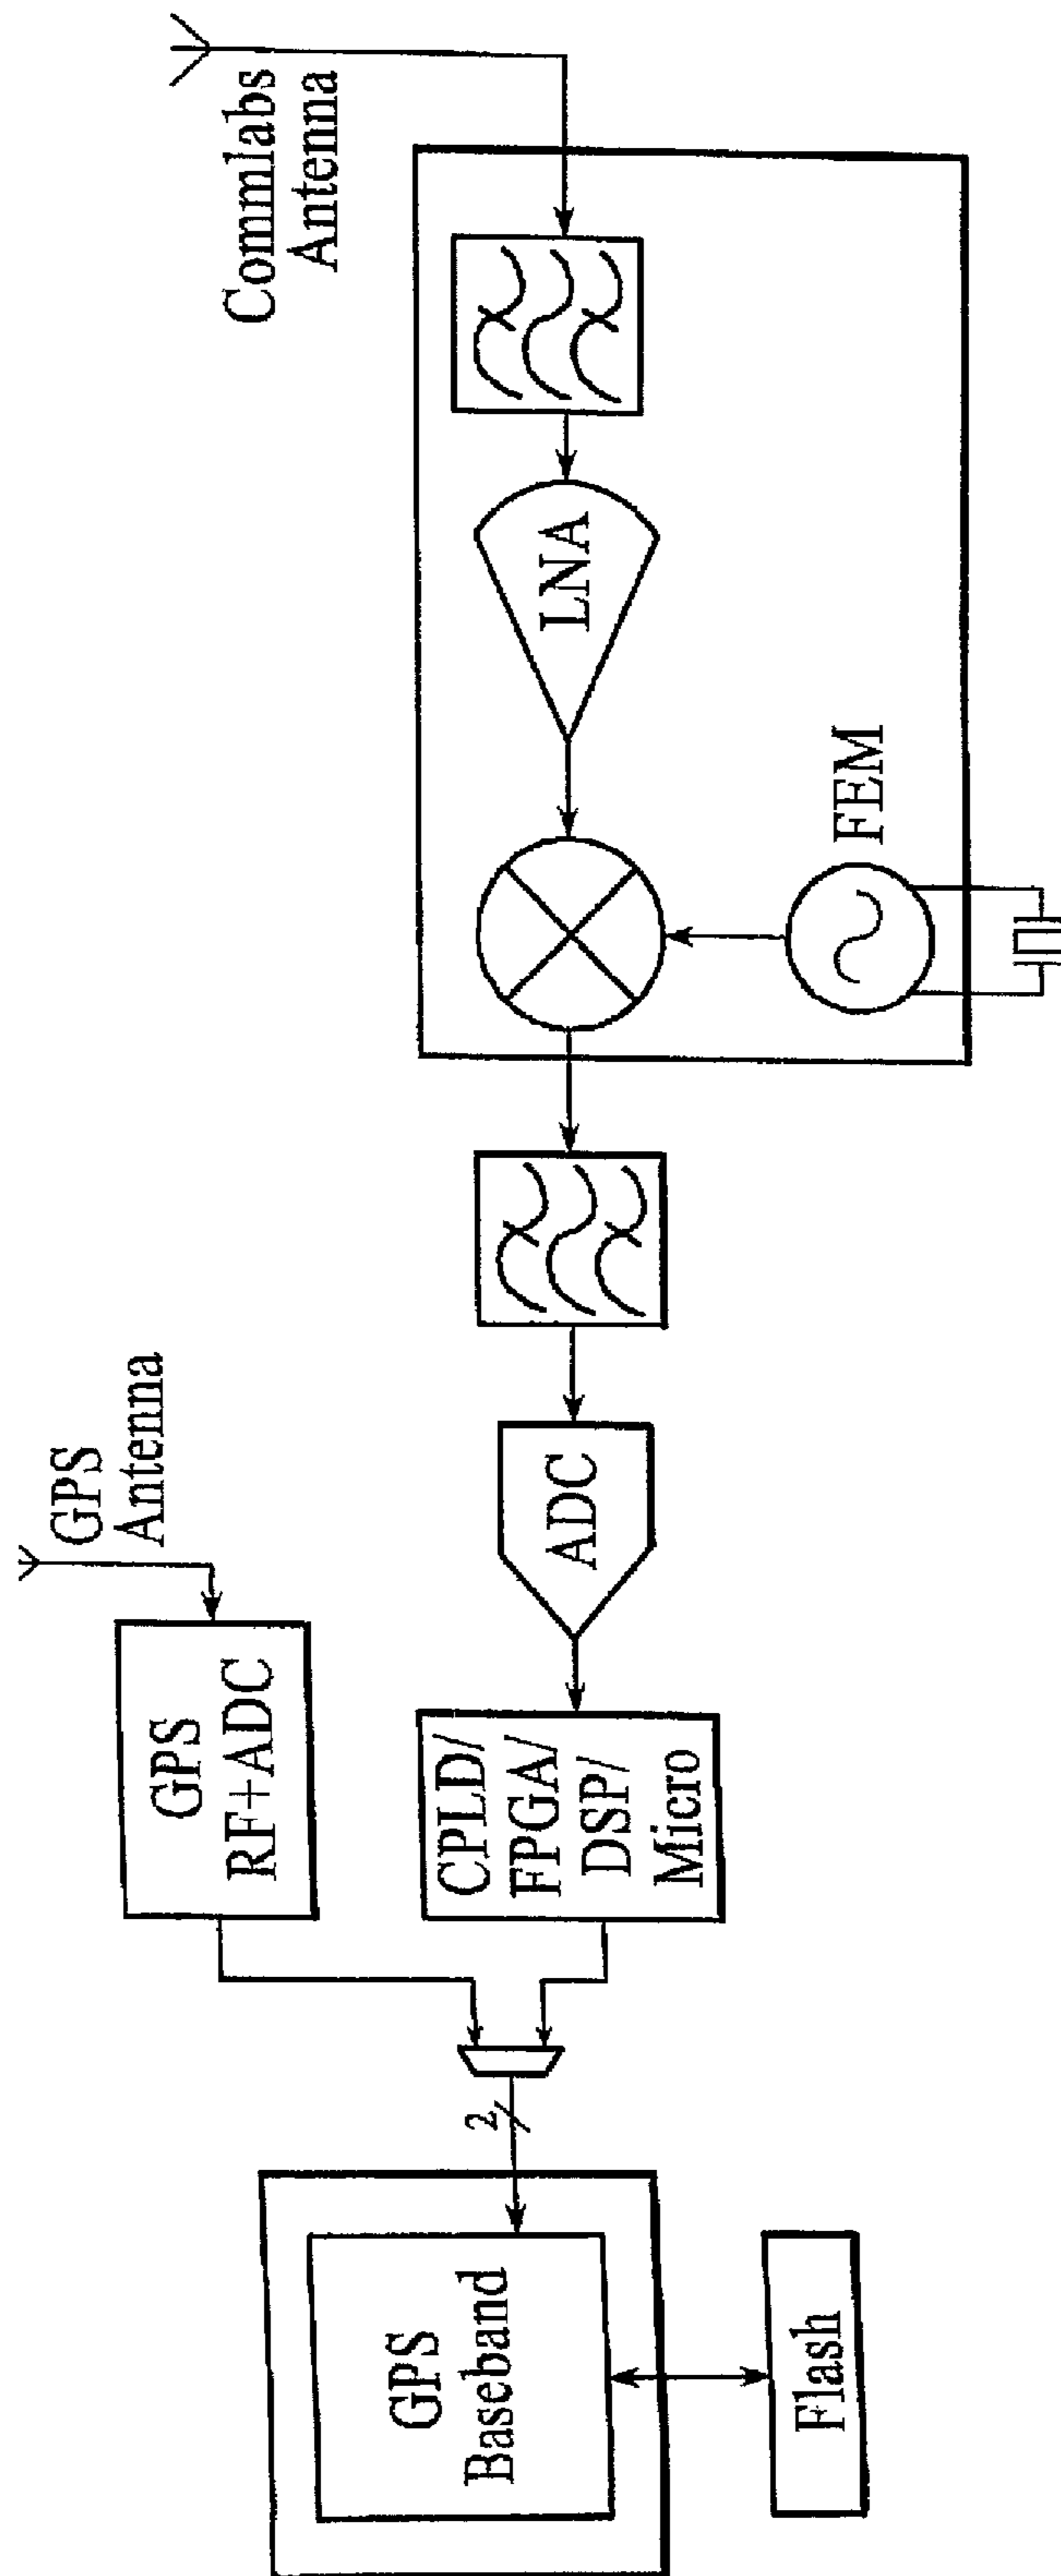 GPS
Baseband
Flash
2
GPS
RF+ADC
GPS
Antenna
CPLD/
FPGA/
DSP/
Micro
ADC
FEM
LNA
Commlabs
Antenna